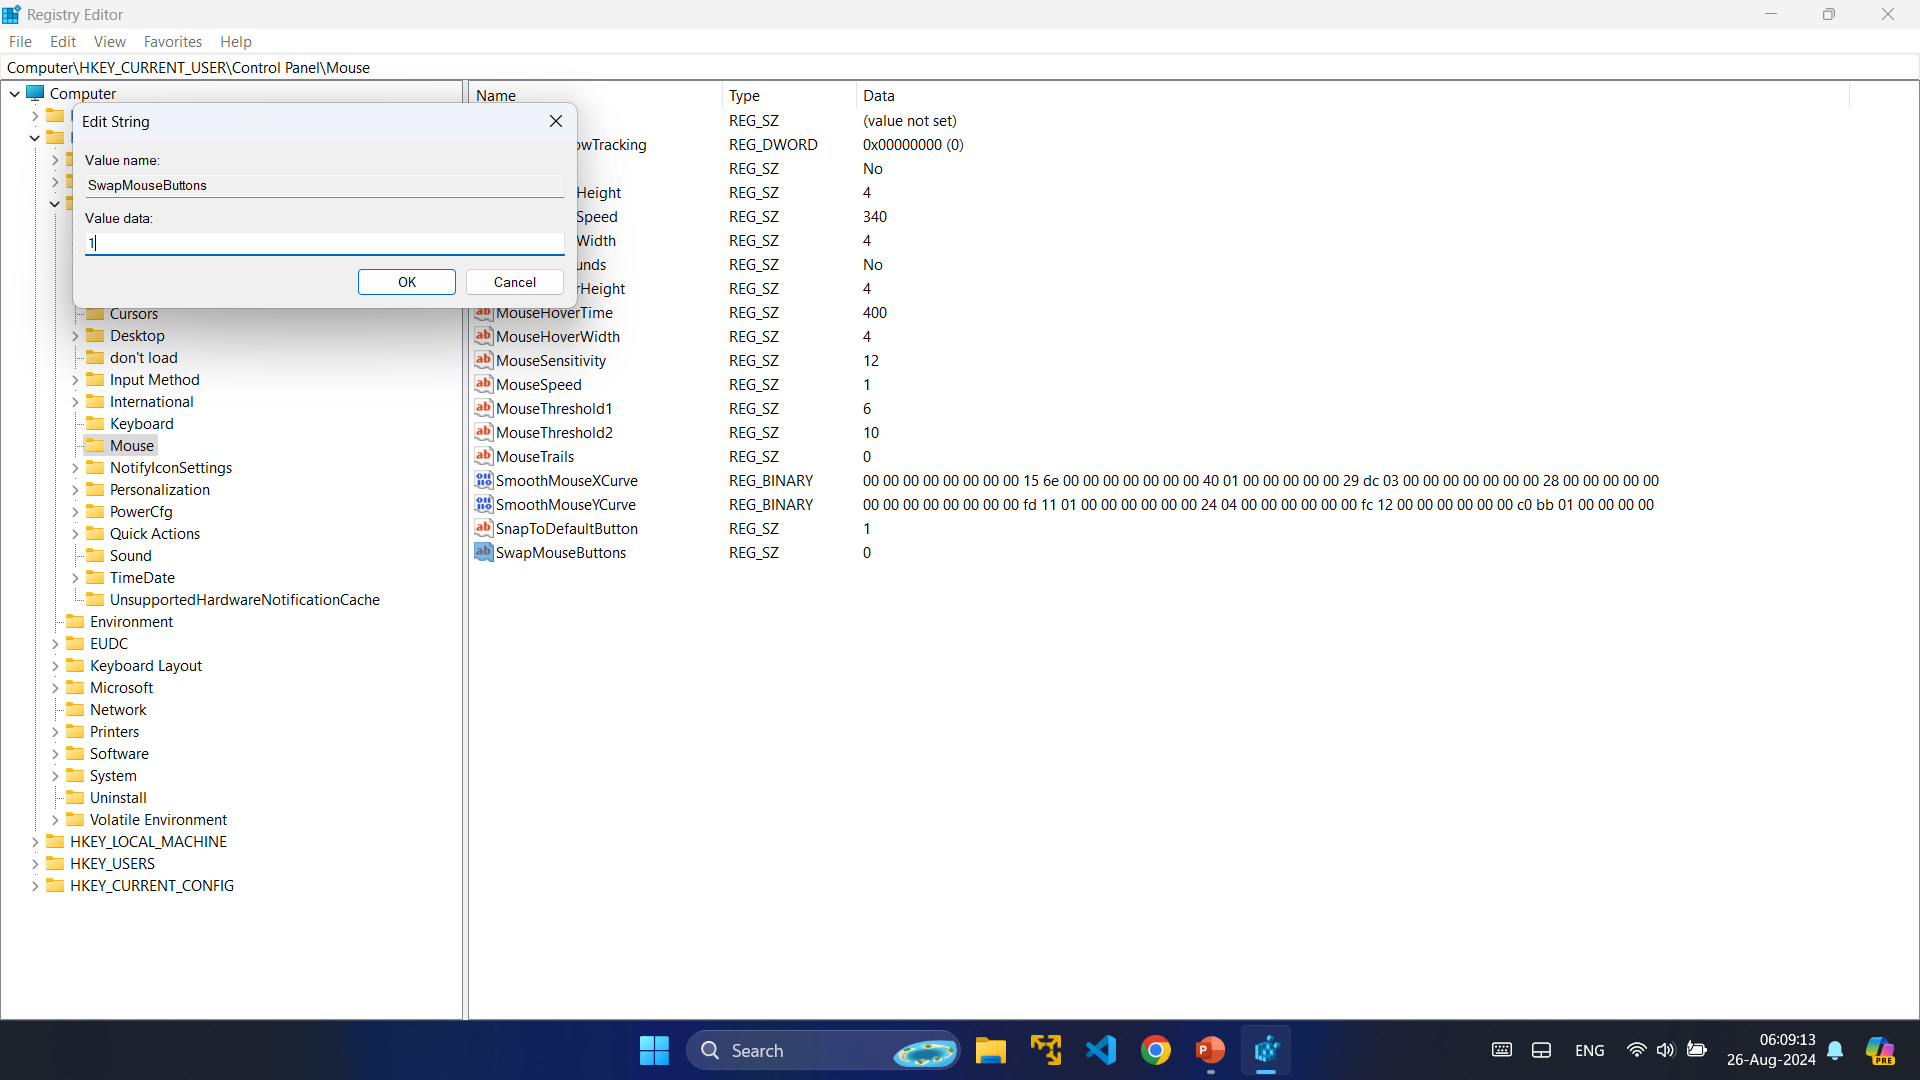 Registry Editor
File Edit View Favorites Help
Computer\HKEY_CURRENT_USER\Control Panel\Mouse
Computer
Edit String
Value name:
SwapMouseButtons
Value data:
1
OK Cancel
Cursors
Desktop
don't load
Input Method
International
Keyboard
Mouse
NotifyIconSettings
Personalization
PowerCfg
Quick Actions
Sound
TimeDate
UnsupportedHardwareNotificationCache
Environment
EUDC
Keyboard Layout
Microsoft
Network
Printers
Software
System
Uninstall
Volatile Environment
HKEY_LOCAL_MACHINE
HKEY_USERS
HKEY_CURRENT_CONFIG
Name Type Data
REG_SZ (value not set)
owTracking REG_DWORD 0x00000000 (0)
REG_SZ No
Height REG_SZ 4
Speed REG_SZ 340
Width REG_SZ 4
unds REG_SZ No
rHeight REG_SZ 4
MouseHoverTime REG_SZ 400
MouseHoverWidth REG_SZ 4
MouseSensitivity REG_SZ 12
MouseSpeed REG_SZ 1
MouseThreshold1 REG_SZ 6
MouseThreshold2 REG_SZ 10
MouseTrails REG_SZ 0
SmoothMouseXCurve REG_BINARY 00 00 00 00 00 00 00 00 15 6e 00 00 00 00 00 00 00 40 01 00 00 00 00 00 29 dc 03 00 00 00 00 00 00 00 28 00 00 00 00 00
SmoothMouseYCurve REG_BINARY 00 00 00 00 00 00 00 00 fd 11 01 00 00 00 00 00 00 24 04 00 00 00 00 00 00 fc 12 00 00 00 00 00 00 c0 bb 01 00 00 00 00
SnapToDefaultButton REG_SZ 1
SwapMouseButtons REG_SZ 0
Search
ENG
06:09:13
26-Aug-2024
PRE